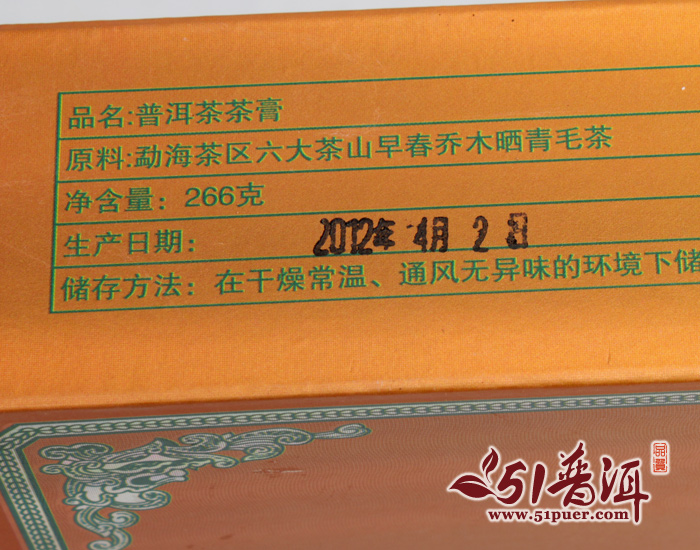 品名:普洱茶茶膏
原料:勐海茶区六大茶山早春乔木晒青毛茶
净含量：266克
生产日期： 2012年 4月 2日
储存方法：在干燥常温、通风无异味的环境下储
51普洱
品賞
www.51puer.com